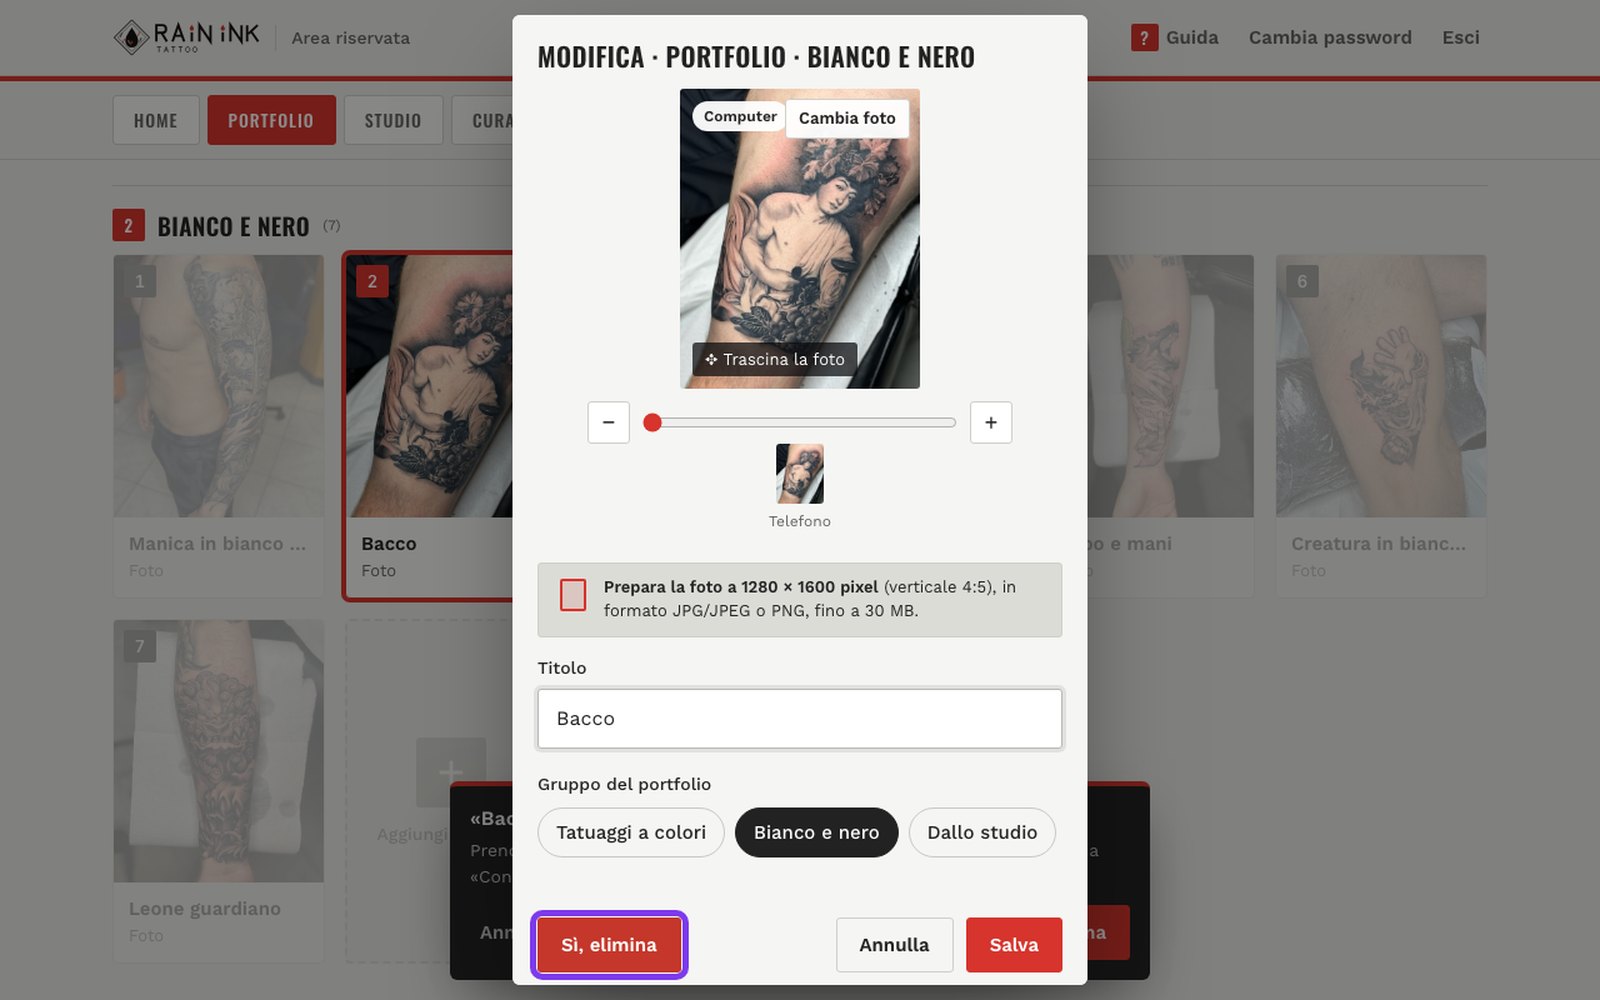 RAIN INK
TATTOO
Area riservata
? Guida
Cambia password
Esci
HOME
PORTFOLIO
STUDIO
MODIFICA · PORTFOLIO · BIANCO E NERO
Computer
Cambia foto
Trascina la foto
−
+
Telefono
Prepara la foto a 1280 × 1600 pixel (verticale 4:5), in
formato JPG/JPEG o PNG, fino a 30 MB.
Titolo
Bacco
Gruppo del portfolio
Tatuaggi a colori
Bianco e nero
Dallo studio
Sì, elimina
Annulla
Salva
2 BIANCO E NERO (7)
1
Manica in bianco ...
Foto
2
Bacco
Foto
e mani
6
Creatura in bianc...
Foto
7
Leone guardiano
Foto